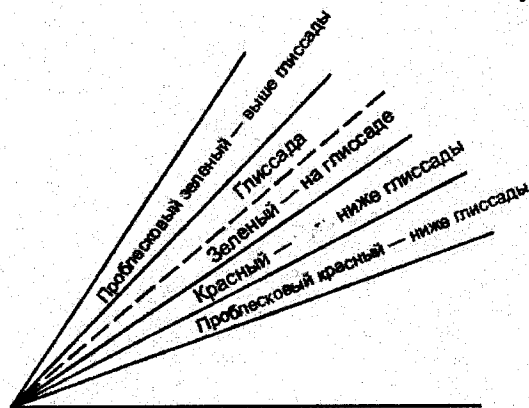 Проблесковый зеленый — выше глиссады
Глиссада
Зеленый — на глиссаде
Красный — ниже глиссады
Проблесковый красный — ниже глиссады